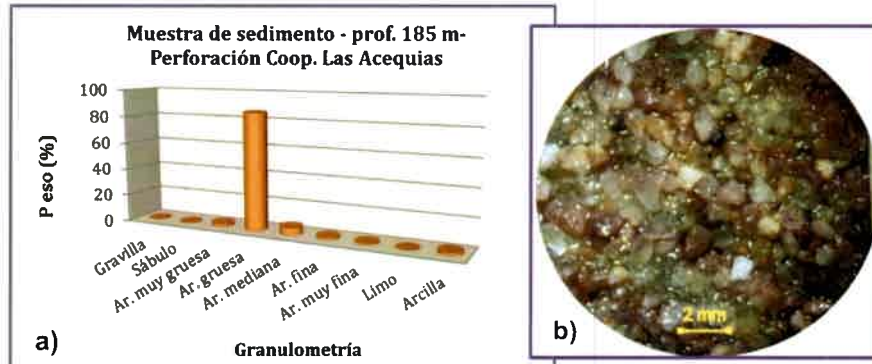 Muestra de sedimento - prof. 185 m-
Perforación Coop. Las Acequias
Peso (%)
100
80
60
40
20
0
Gravilla
Sábulo
Ar. muy gruesa
Ar. gruesa
Ar. mediana
Ar. fina
Ar. muy fina
Limo
Arcilla
Granulometría
a)
b)
2 mm